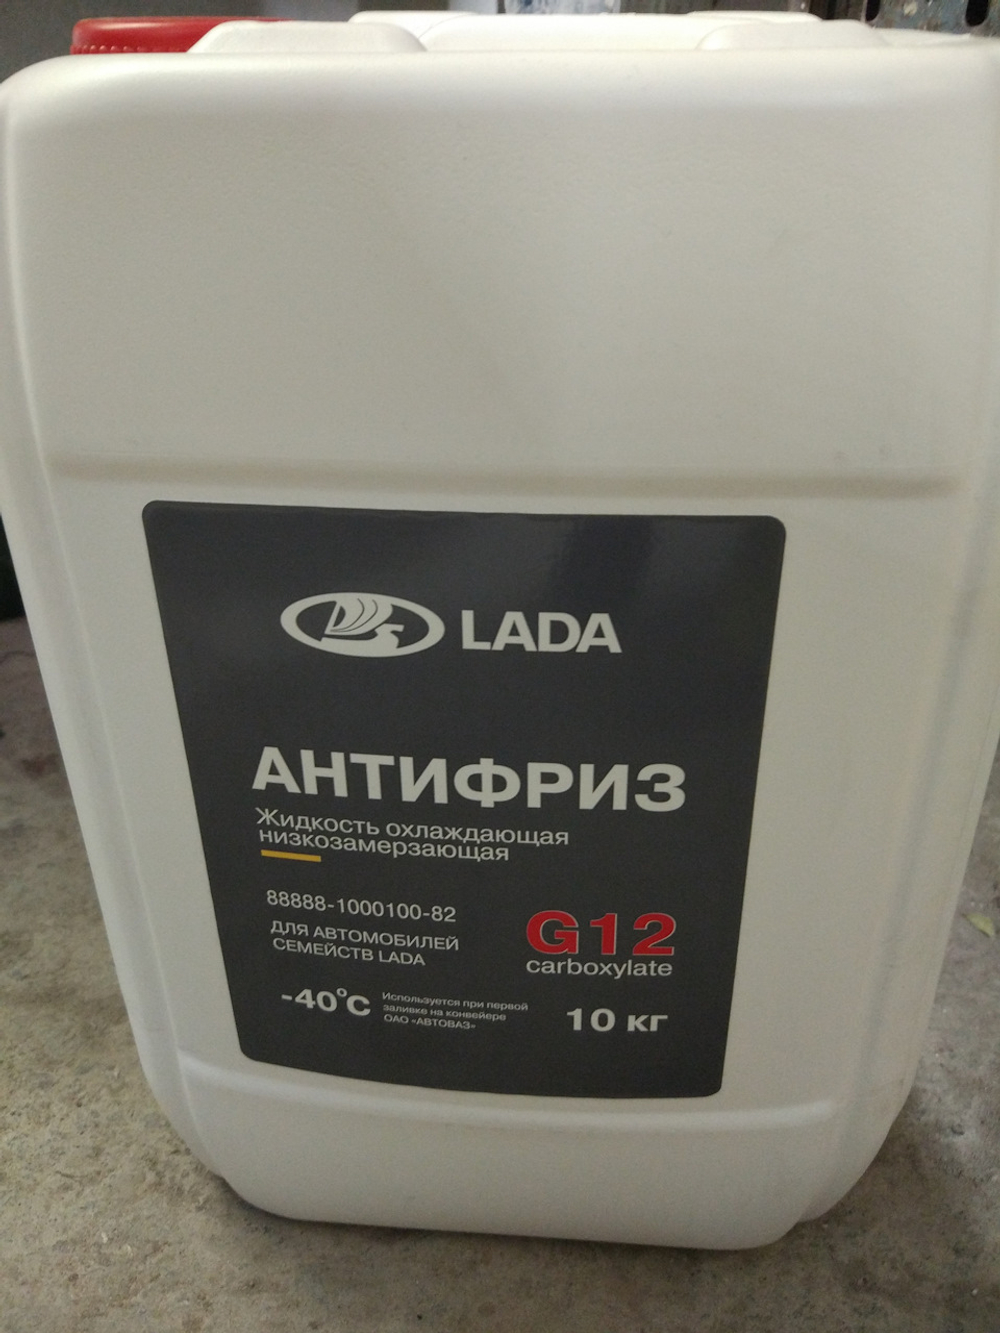 LADA
АНТИФРИЗ
Жидкость охлаждающая
низкозамерзающая
88888-1000100-82
ДЛЯ АВТОМОБИЛЕЙ
СЕМЕЙСТВ LADA
G12
carboxylate
-40°C
Используется при первой
заливке на конвейере
ОАО «АВТОВАЗ»
10 кг